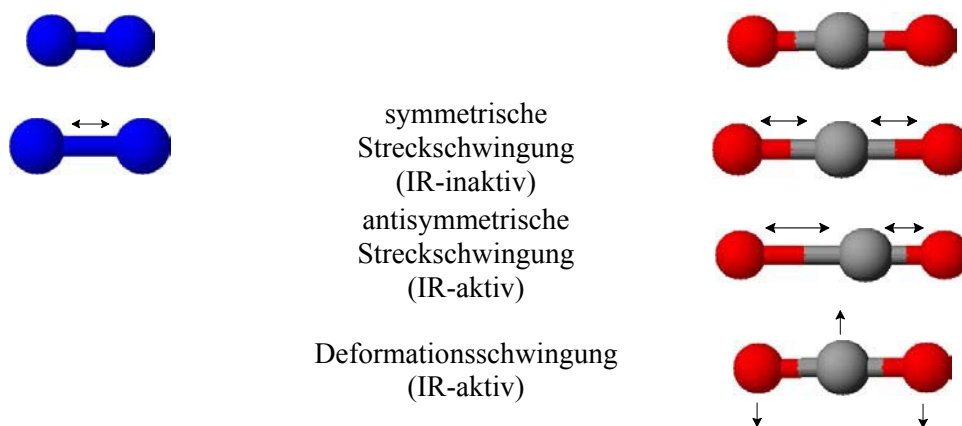 symmetrische
Streckschwingung
(IR-inaktiv)
antisymmetrische
Streckschwingung
(IR-aktiv)
Deformationsschwingung
(IR-aktiv)